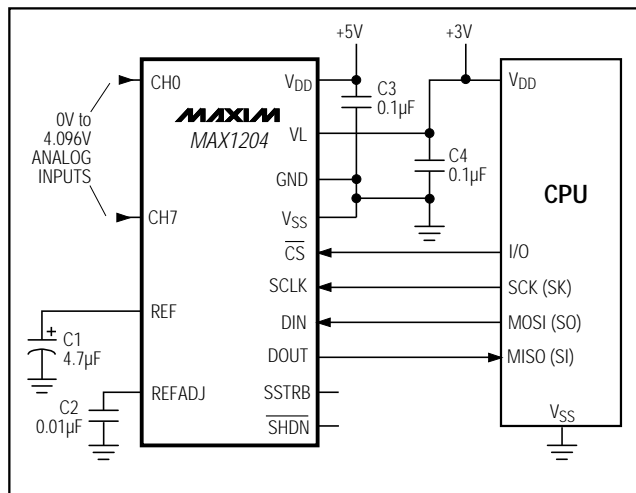 +5V
+3V
CH0
VDD
C3
0.1µF
VDD
0V to
4.096V
ANALOG
INPUTS
MAXIM
MAX1204
VL
C4
0.1µF
GND
CPU
CH7
VSS
CS
I/O
SCLK
SCK (SK)
REF
DIN
MOSI (SO)
+
C1
4.7µF
DOUT
MISO (SI)
REFADJ
SSTRB
C2
0.01µF
SHDN
VSS